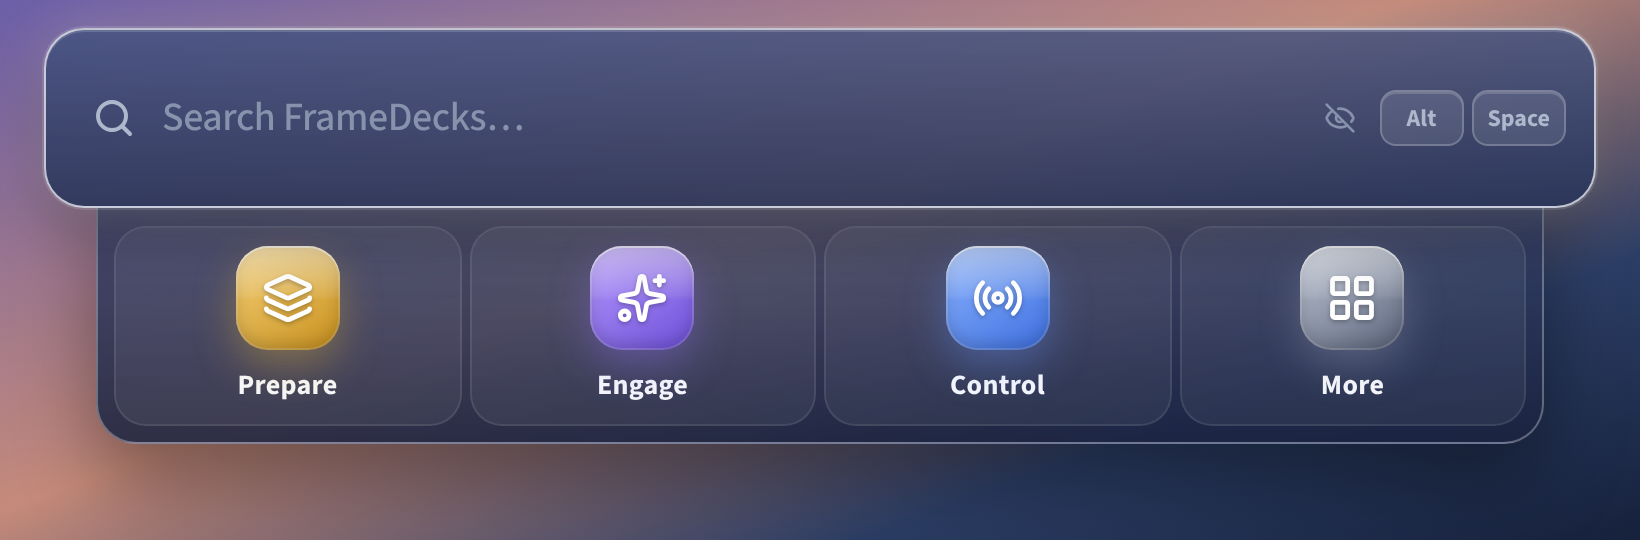 Search FrameDecks...
Alt
Space
Prepare
Engage
Control
More